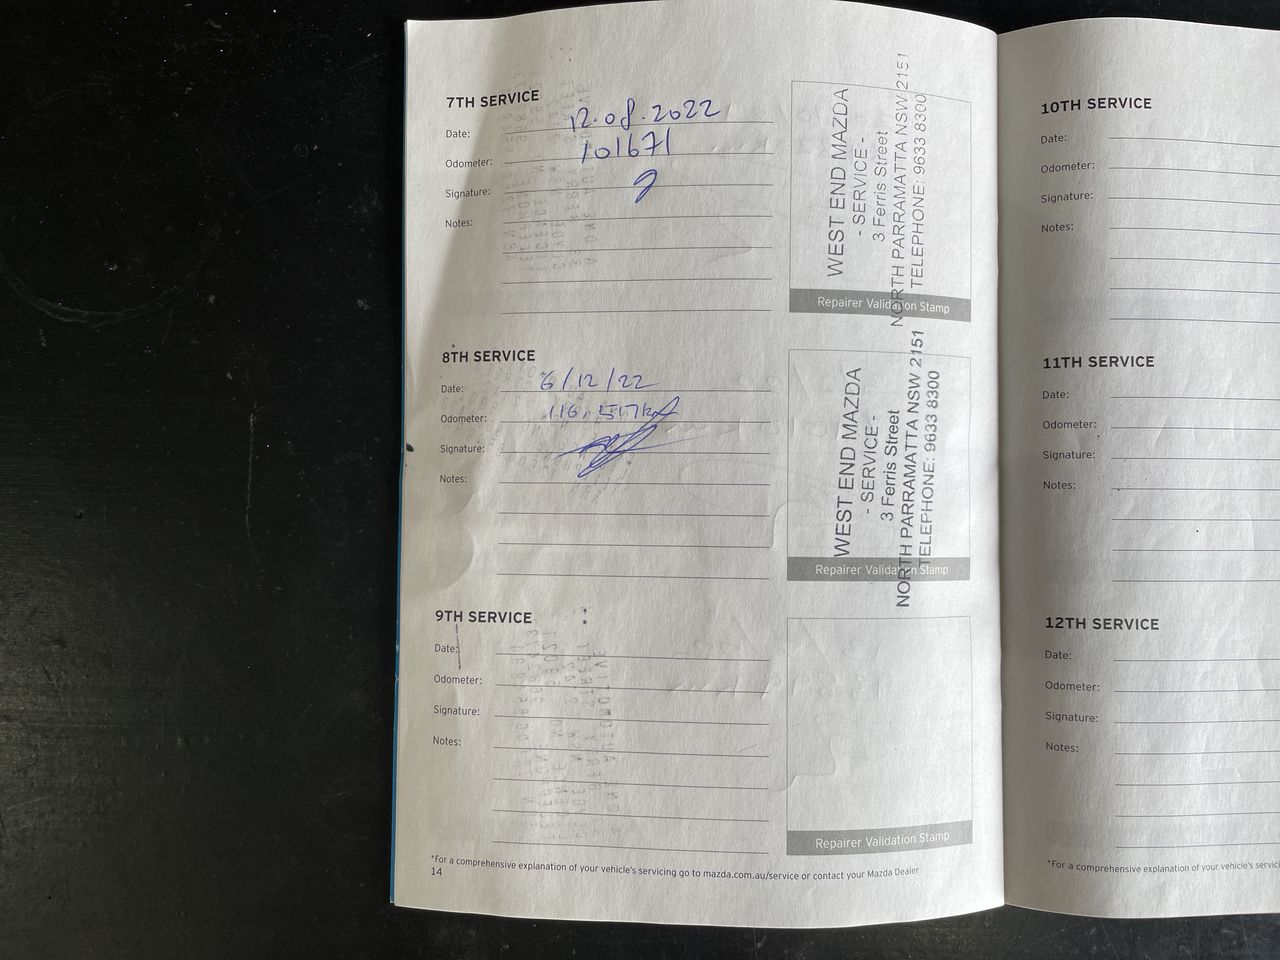 7TH SERVICE
Date: 12.08.2022
Odometer: 101671
Signature:
Notes:
WEST END MAZDA
- SERVICE -
3 Ferris Street
NORTH PARRAMATTA NSW 2151
TELEPHONE: 9633 8300
Repairer Validation Stamp
8TH SERVICE
Date: 6/12/22
Odometer: 116,517km
Signature:
Notes:
WEST END MAZDA
- SERVICE -
3 Ferris Street
NORTH PARRAMATTA NSW 2151
TELEPHONE: 9633 8300
Repairer Validation Stamp
9TH SERVICE
Date:
Odometer:
Signature:
Notes:
Repairer Validation Stamp
*For a comprehensive explanation of your vehicle's servicing go to mazda.com.au/service or contact your Mazda Dealer
14
10TH SERVICE
Date:
Odometer:
Signature:
Notes:
11TH SERVICE
Date:
Odometer:
Signature:
Notes:
12TH SERVICE
Date:
Odometer:
Signature:
Notes:
*For a comprehensive explanation of your vehicle's